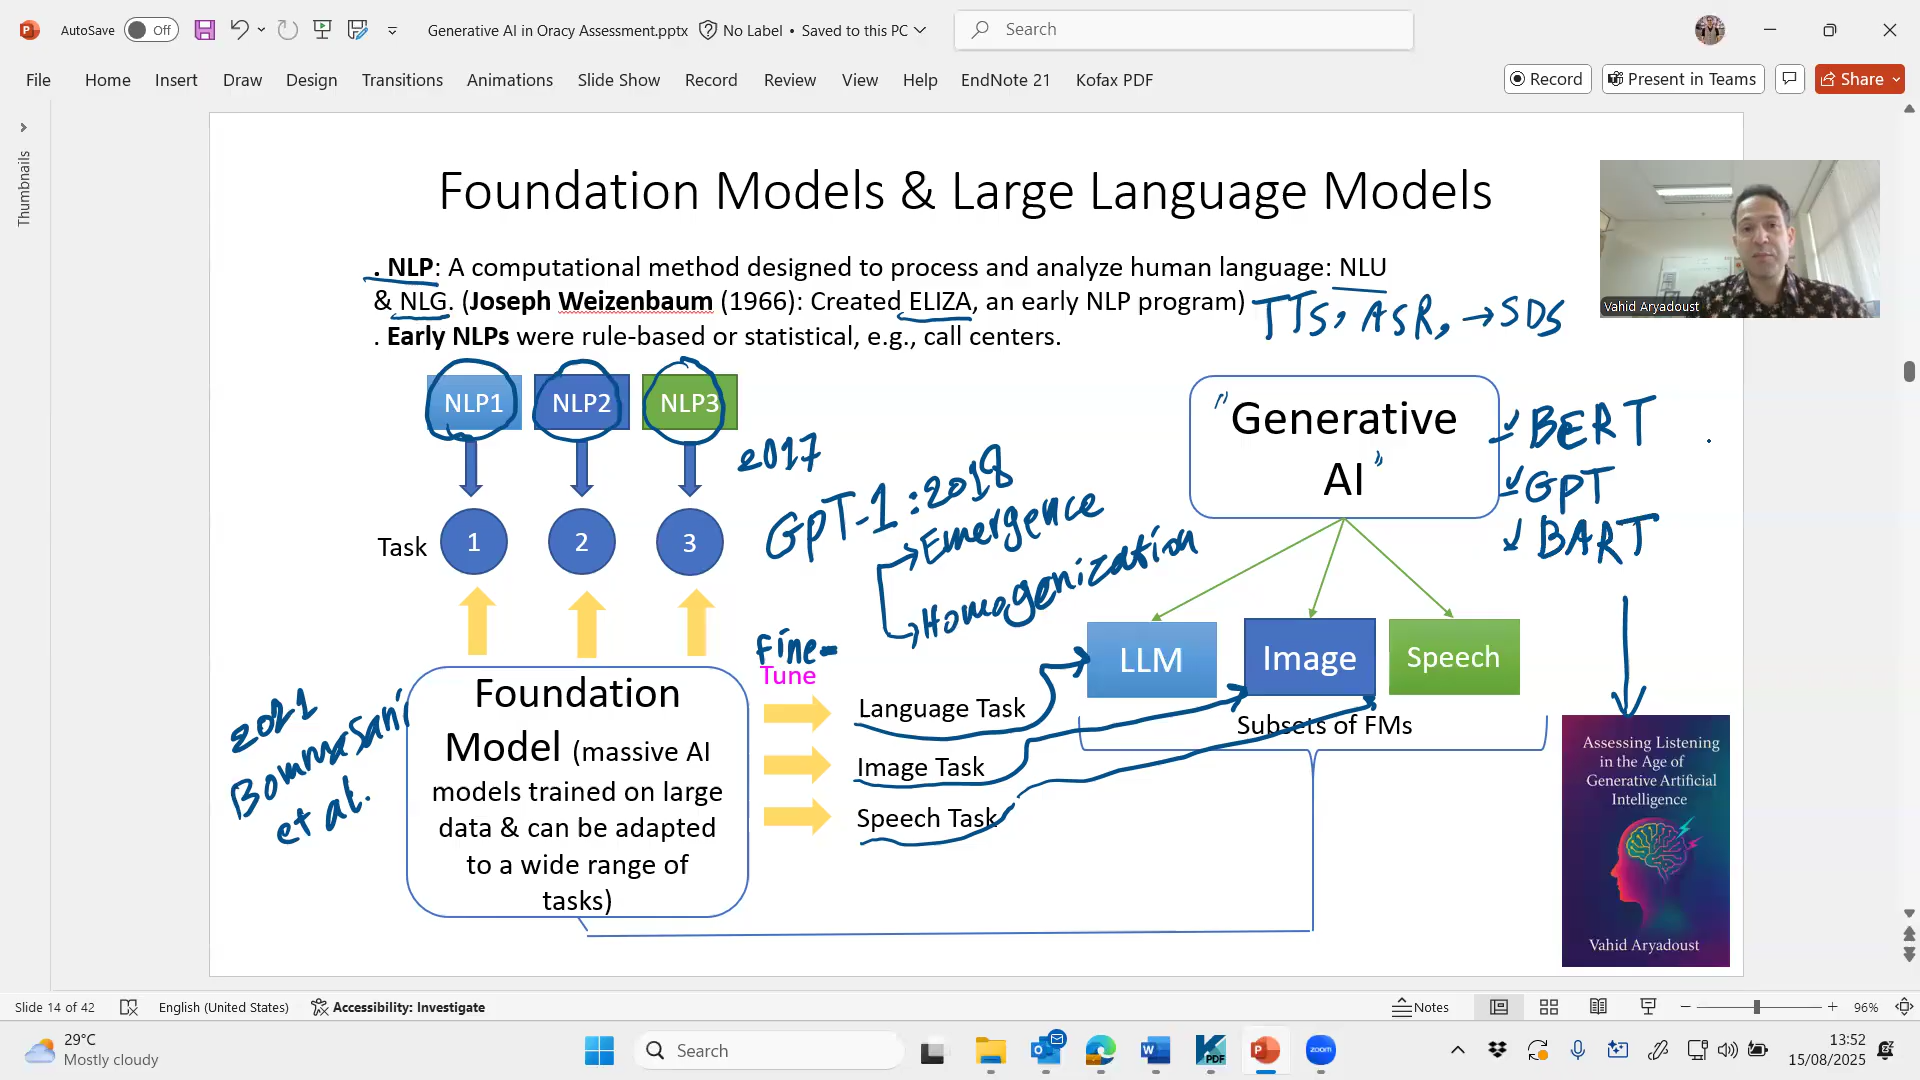 AutoSave Off Generative AI in Oracy Assessment.pptx No Label • Saved to this PC Search
File Home Insert Draw Design Transitions Animations Slide Show Record Review View Help EndNote 21 Kofax PDF Record Present in Teams Share
Thumbnails
Foundation Models & Large Language Models
. NLP: A computational method designed to process and analyze human language: NLU
& NLG. (Joseph Weizenbaum (1966): Created ELIZA, an early NLP program)
TTS, ASR, → SDS
. Early NLPs were rule-based or statistical, e.g., call centers.
Vahid Aryadoust
NLP1 NLP2 NLP3
2017
GPT-1 : 2018
Emergence
Homogenization
Task 1 2 3
"Generative
AI"
BERT
GPT
BART
Fine-
Tune
Foundation
Model (massive AI
models trained on large
data & can be adapted
to a wide range of
tasks)
2021
Bommasani
et al.
Language Task
Image Task
Speech Task
LLM Image Speech
Subsets of FMs
Assessing Listening
in the Age of
Generative Artificial
Intelligence
Vahid Aryadoust
Slide 14 of 42 English (United States) Accessibility: Investigate Notes 96%
29°C
Mostly cloudy
Search
W
PDF
zoom
13:52
15/08/2025